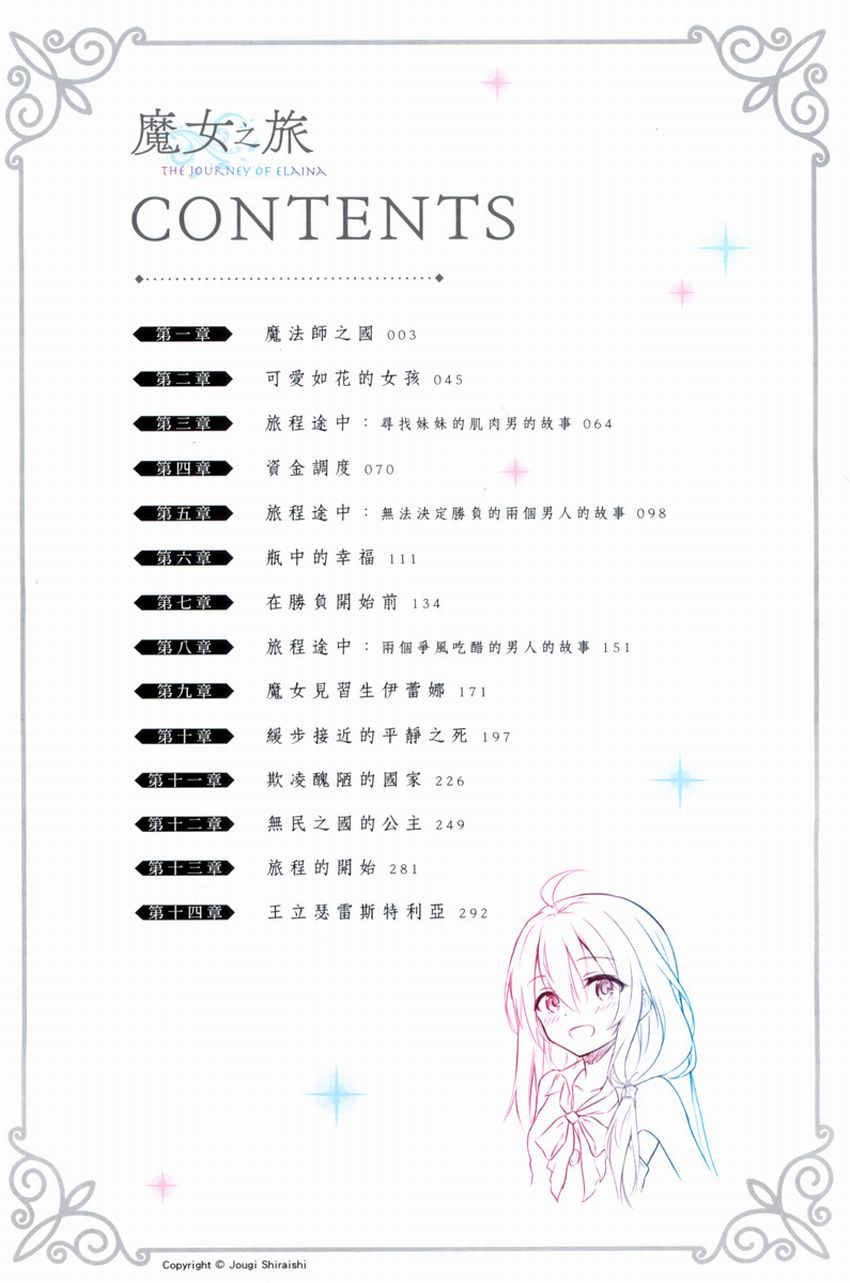 魔女之旅
THE JOURNEY OF ELAINA
CONTENTS
第一章 魔法師之國 003
第二章 可愛如花的女孩 045
第三章 旅程途中：尋找妹妹的肌肉男的故事 064
第四章 資金調度 070
第五章 旅程途中：無法決定勝負的兩個男人的故事 098
第六章 瓶中的幸福 111
第七章 在勝負開始前 134
第八章 旅程途中：兩個爭風吃醋的男人的故事 151
第九章 魔女見習生伊蕾娜 171
第十章 緩步接近的平靜之死 197
第十一章 欺凌醜陋的國家 226
第十二章 無民之國的公主 249
第十三章 旅程的開始 281
第十四章 王立瑟雷斯特利亞 292
Copyright © Jougi Shiraishi